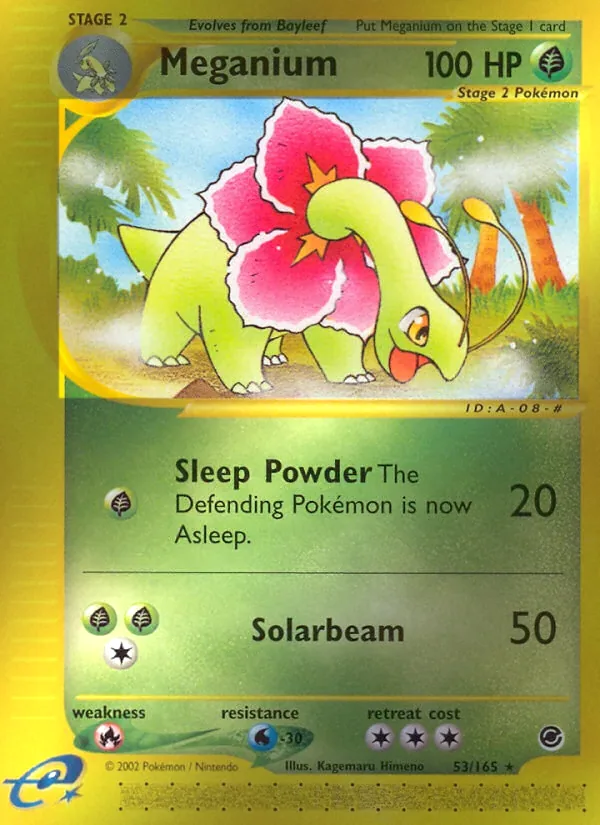 STAGE 2
Evolves from Bayleef Put Meganium on the Stage 1 card
Meganium 100 HP
Stage 2 Pokémon
ID:A-08-#
Sleep Powder The
Defending Pokémon is now
Asleep.
20
Solarbeam 50
weakness resistance retreat cost
-30
© 2002 Pokémon / Nintendo Illus. Kagemaru Himeno 53/165 ★
e